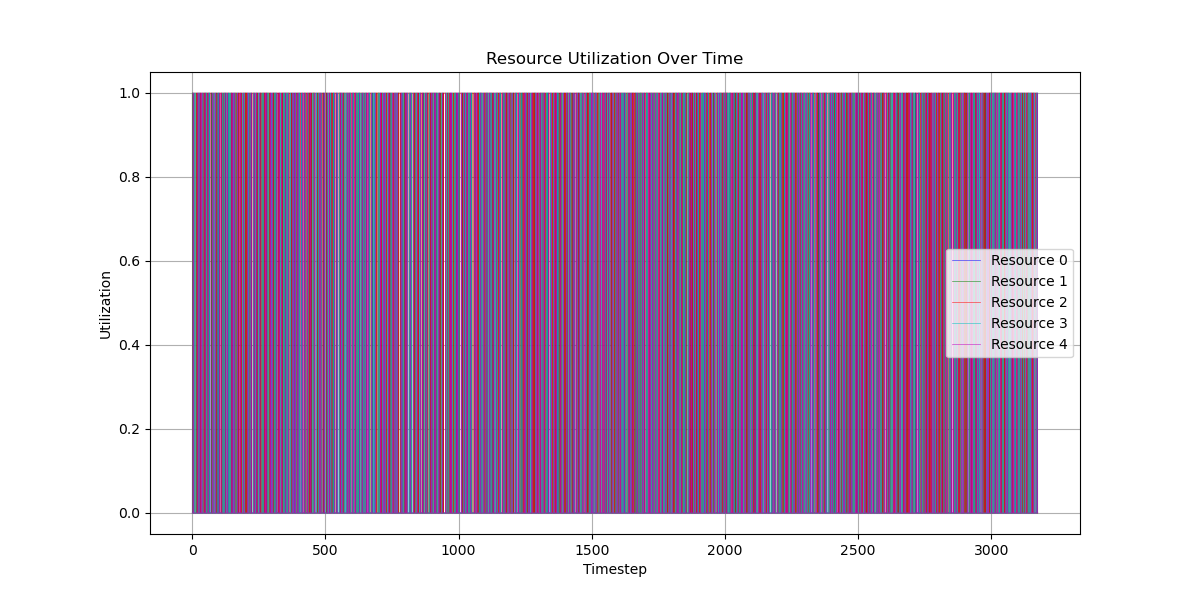 Resource Utilization Over Time
Utilization
1.0
0.8
0.6
0.4
0.2
0.0
0
500
1000
1500
2000
2500
3000
Timestep
Resource 0
Resource 1
Resource 2
Resource 3
Resource 4